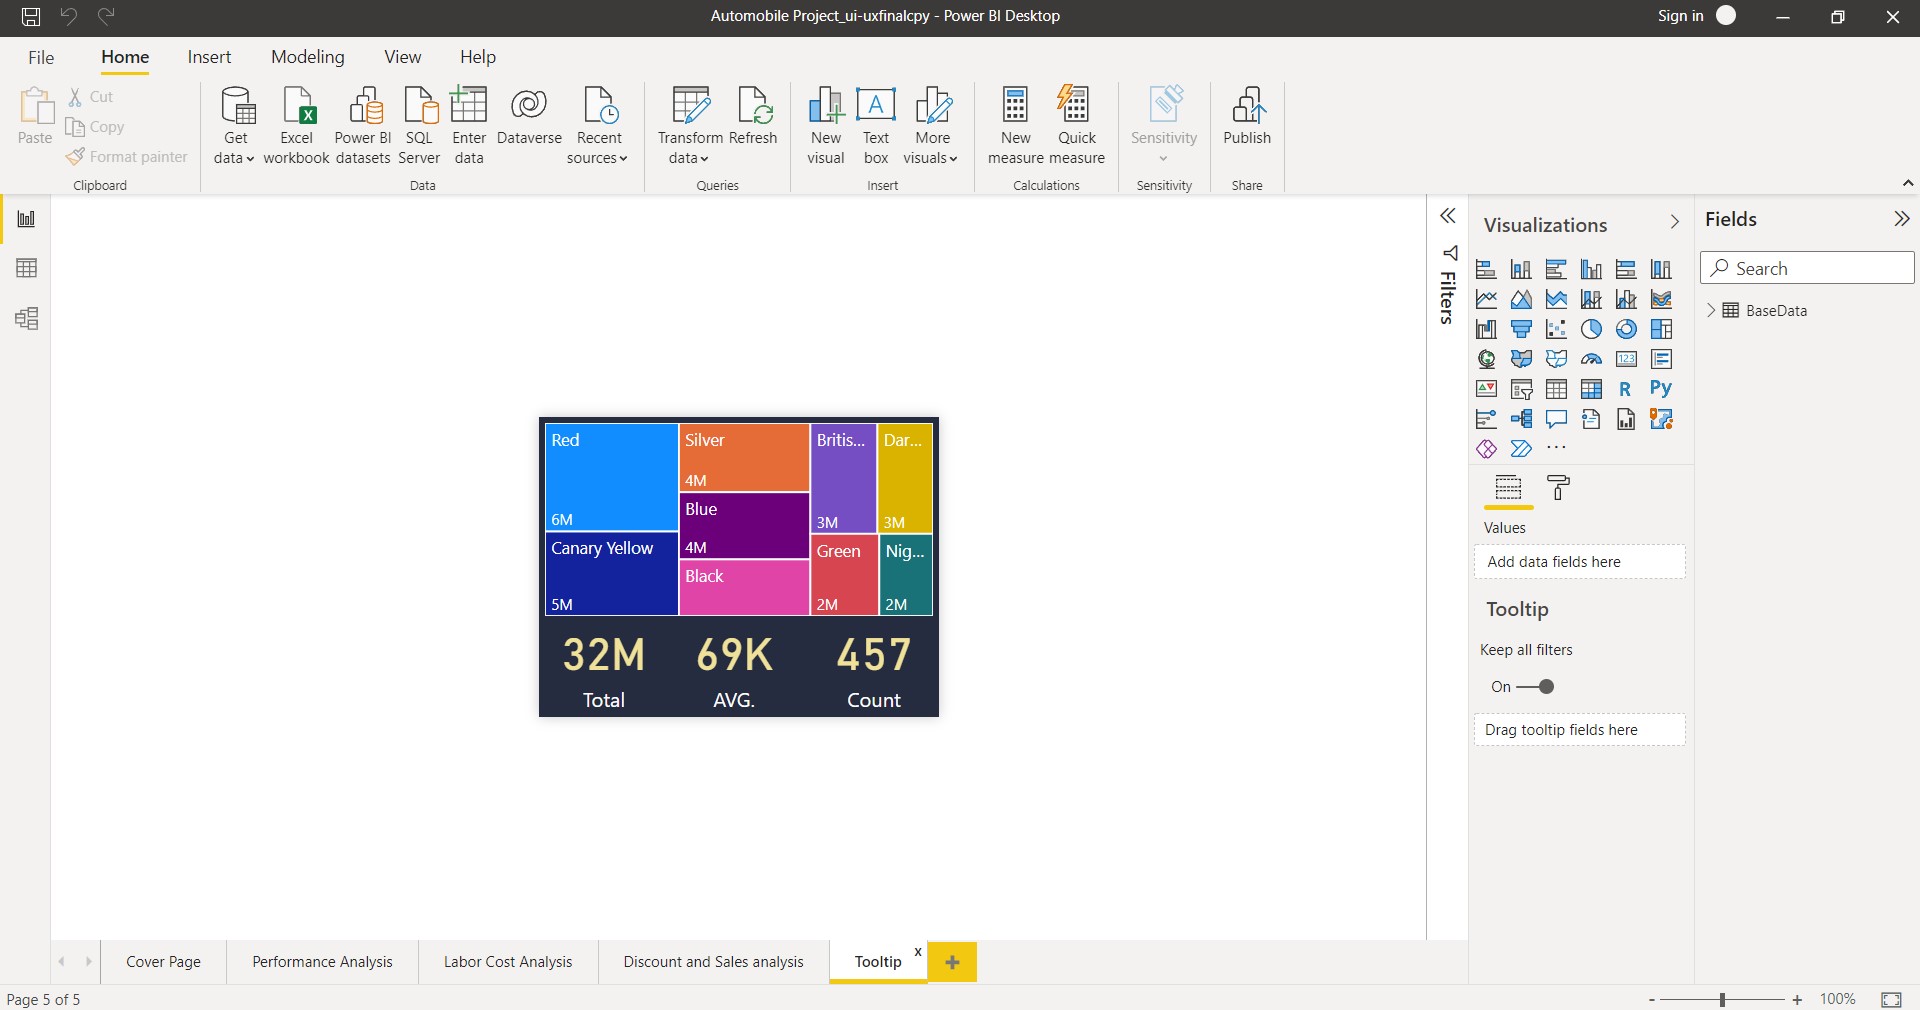 Automobile Project_ui-uxfinalcpy - Power BI Desktop
Sign in
File Home Insert Modeling View Help
Paste
Cut
Copy
Format painter
Clipboard
Get data
Excel workbook
Power BI datasets
SQL Server
Enter data
Dataverse
Recent sources
Data
Transform data
Refresh
Queries
New visual
Text box
More visuals
Insert
New measure
Quick measure
Calculations
Sensitivity
Sensitivity
Publish
Share
Red
6M
Canary Yellow
5M
Silver
4M
Blue
4M
Black
Britis...
3M
Dar...
3M
Green
2M
Nig...
2M
32M 69K 457
Total AVG. Count
Filters
Visualizations
123
R Py
Values
Add data fields here
Tooltip
Keep all filters
On
Drag tooltip fields here
Fields
Search
BaseData
Cover Page
Performance Analysis
Labor Cost Analysis
Discount and Sales analysis
Tooltip x
+
Page 5 of 5
- + 100%